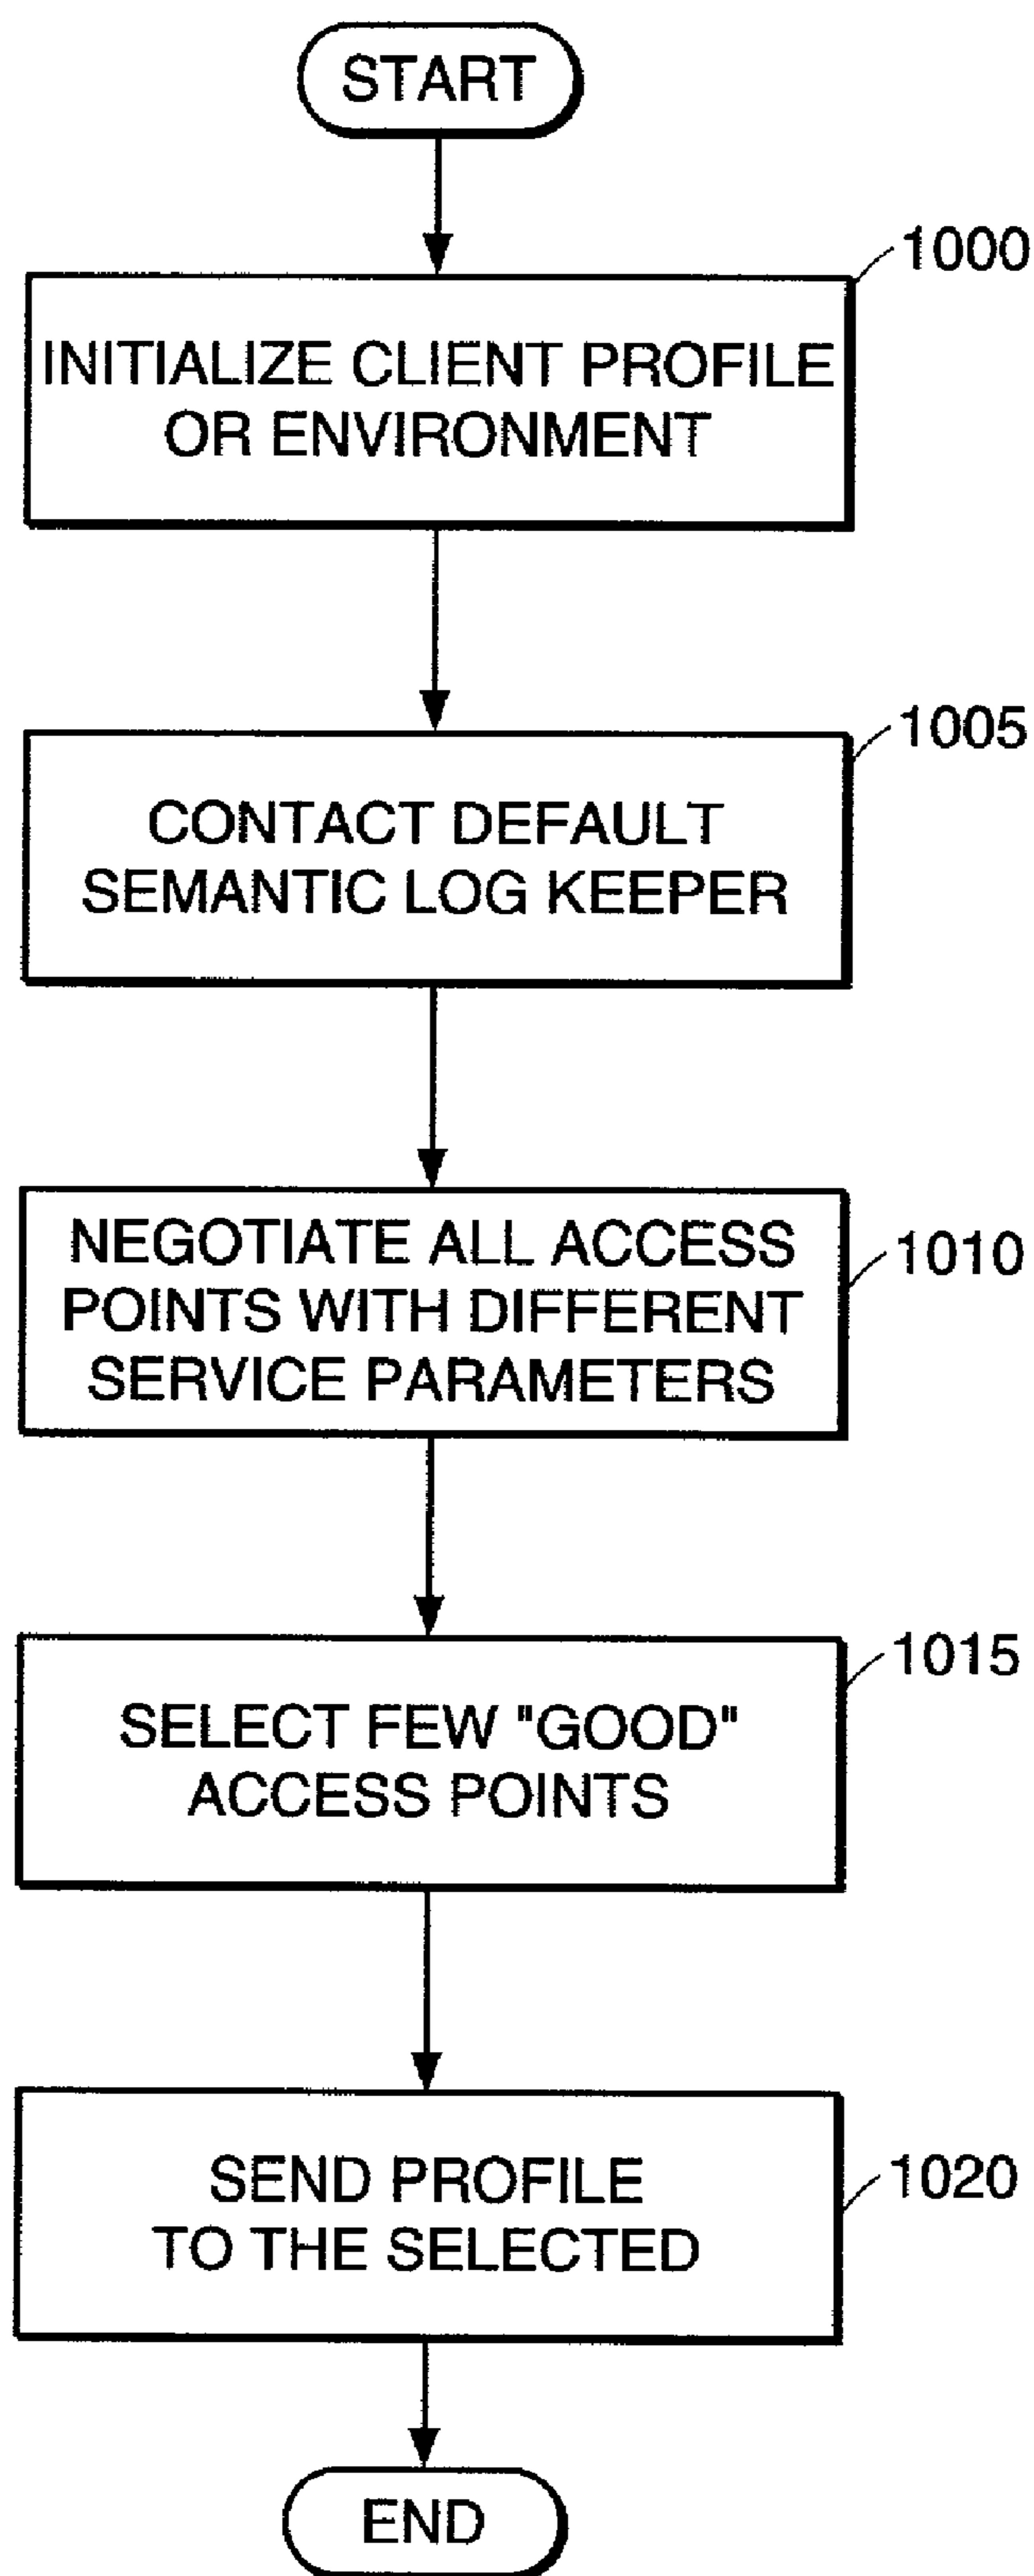 START
1000
INITIALIZE CLIENT PROFILE
OR ENVIRONMENT
1005
CONTACT DEFAULT
SEMANTIC LOG KEEPER
NEGOTIATE ALL ACCESS
POINTS WITH DIFFERENT
SERVICE PARAMETERS
1010
1015
SELECT FEW "GOOD"
ACCESS POINTS
SEND PROFILE
TO THE SELECTED
1020
END